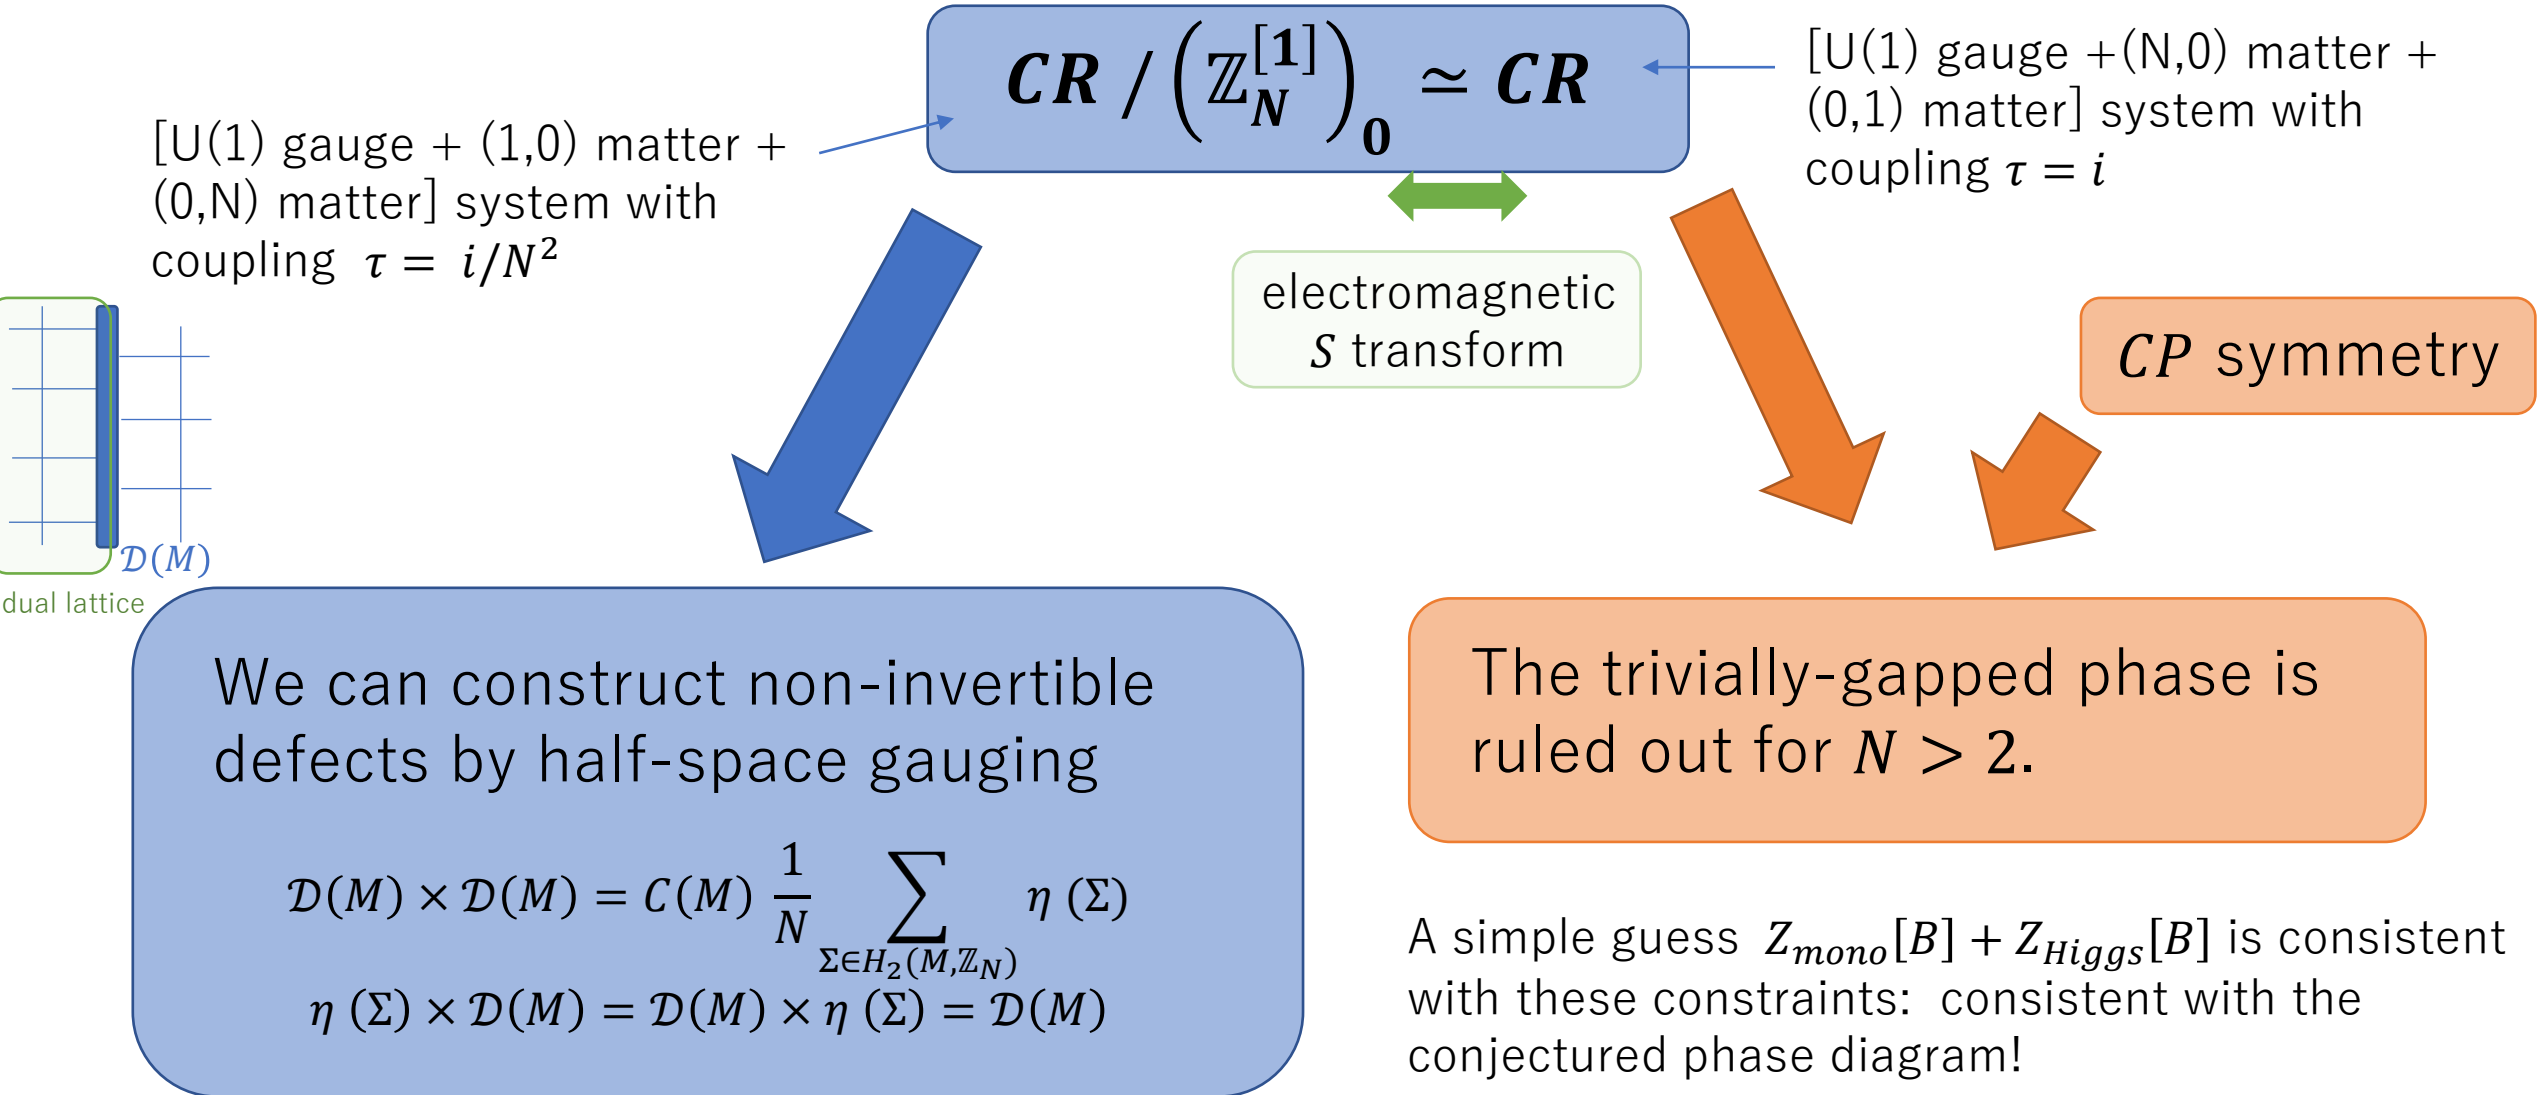 CR / (ℤ_N^[1])_0 ≃ CR
[U(1) gauge + (1,0) matter +
(0,N) matter] system with
coupling τ = i/N²
[U(1) gauge +(N,0) matter +
(0,1) matter] system with
coupling τ = i
electromagnetic
S transform
CP symmetry
𝒟(M)
dual lattice
We can construct non-invertible
defects by half-space gauging
𝒟(M) × 𝒟(M) = C(M) 1/N ∑_{Σ∈H₂(M,ℤ_N)} η (Σ)
η (Σ) × 𝒟(M) = 𝒟(M) × η (Σ) = 𝒟(M)
The trivially-gapped phase is
ruled out for N > 2.
A simple guess Z_mono[B] + Z_Higgs[B] is consistent
with these constraints: consistent with the
conjectured phase diagram!